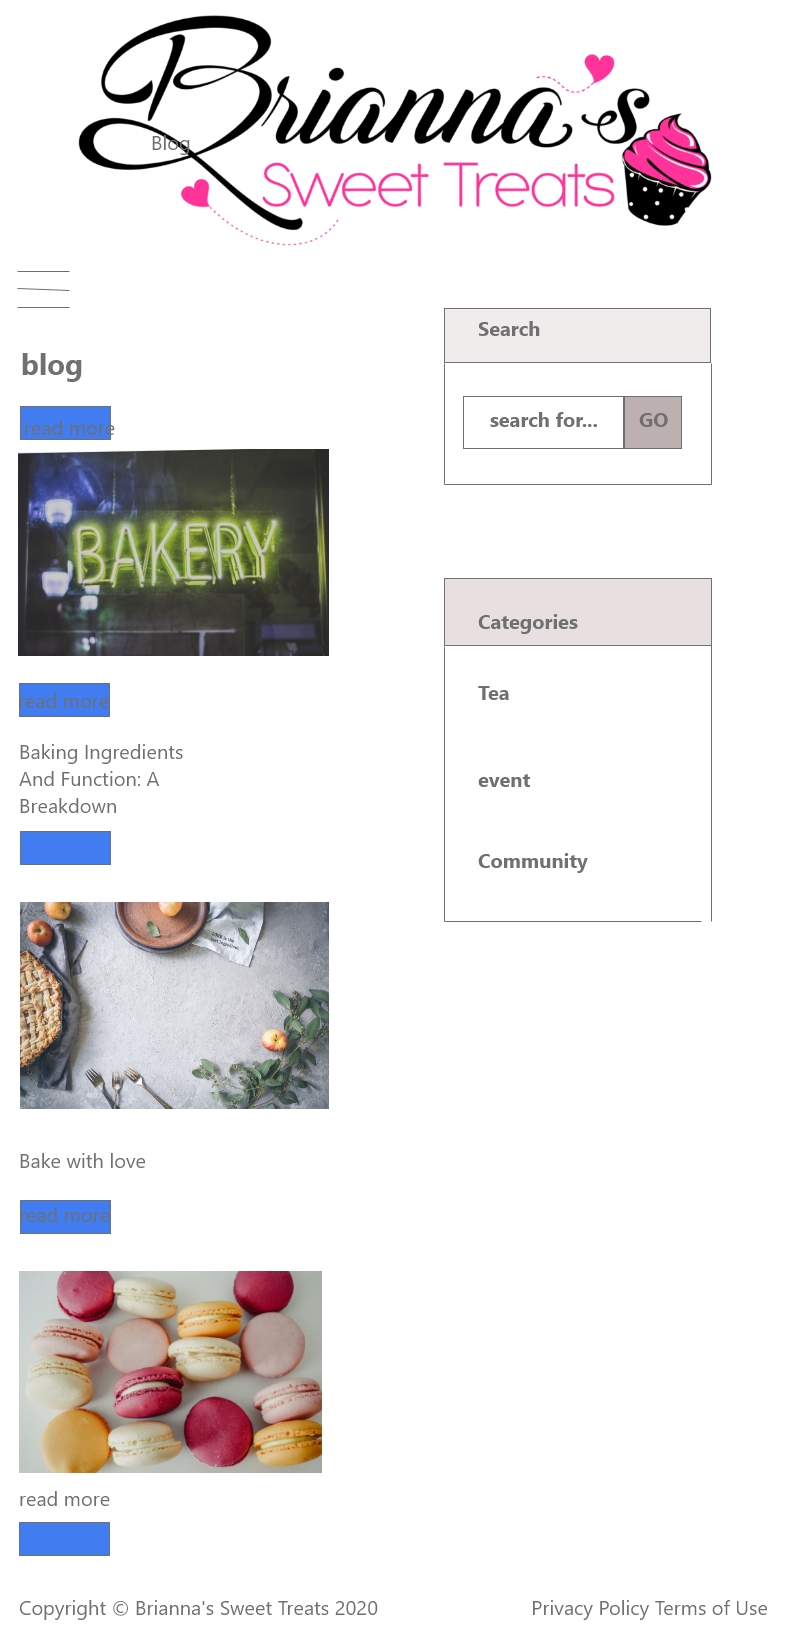 Brianna's
Blog
Sweet Treats
blog
read more
BAKERY
read more
Baking Ingredients
And Function: A
Breakdown
Bake with love
read more
read more
Search
search for...
GO
Categories
Tea
event
Community
Copyright © Brianna's Sweet Treats 2020
Privacy Policy Terms of Use